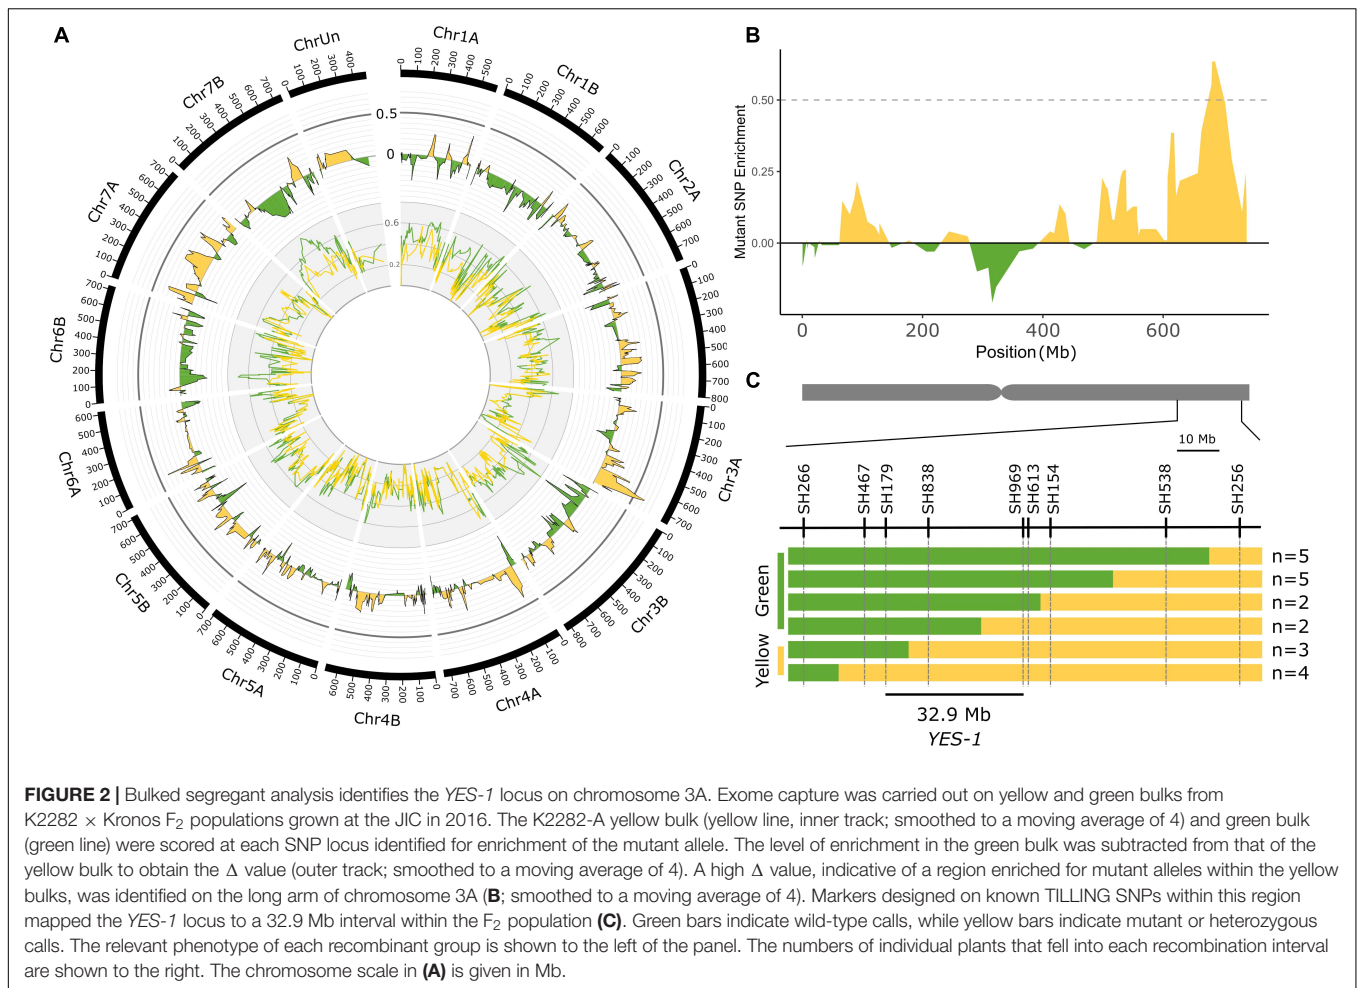 A
ChrUn
Chr1A
Chr1B
Chr2A
Chr2B
Chr3A
Chr3B
Chr4A
Chr4B
Chr5A
Chr5B
Chr6A
Chr6B
Chr7A
Chr7B
0.5
0
0.6
0.2
B
Mutant SNP Enrichment
0.50
0.25
0.00
0 200 400 600
Position (Mb)
C
10 Mb
SH266 SH467 SH179 SH838 SH969 SH613 SH154 SH538 SH256
Green
Yellow
n=5
n=5
n=2
n=2
n=3
n=4
32.9 Mb
YES-1
FIGURE 2 | Bulked segregant analysis identifies the YES-1 locus on chromosome 3A. Exome capture was carried out on yellow and green bulks from
K2282 × Kronos F2 populations grown at the JIC in 2016. The K2282-A yellow bulk (yellow line, inner track; smoothed to a moving average of 4) and green bulk
(green line) were scored at each SNP locus identified for enrichment of the mutant allele. The level of enrichment in the green bulk was subtracted from that of the
yellow bulk to obtain the Δ value (outer track; smoothed to a moving average of 4). A high Δ value, indicative of a region enriched for mutant alleles within the yellow
bulks, was identified on the long arm of chromosome 3A (B; smoothed to a moving average of 4). Markers designed on known TILLING SNPs within this region
mapped the YES-1 locus to a 32.9 Mb interval within the F2 population (C). Green bars indicate wild-type calls, while yellow bars indicate mutant or heterozygous
calls. The relevant phenotype of each recombinant group is shown to the left of the panel. The numbers of individual plants that fell into each recombination interval
are shown to the right. The chromosome scale in (A) is given in Mb.